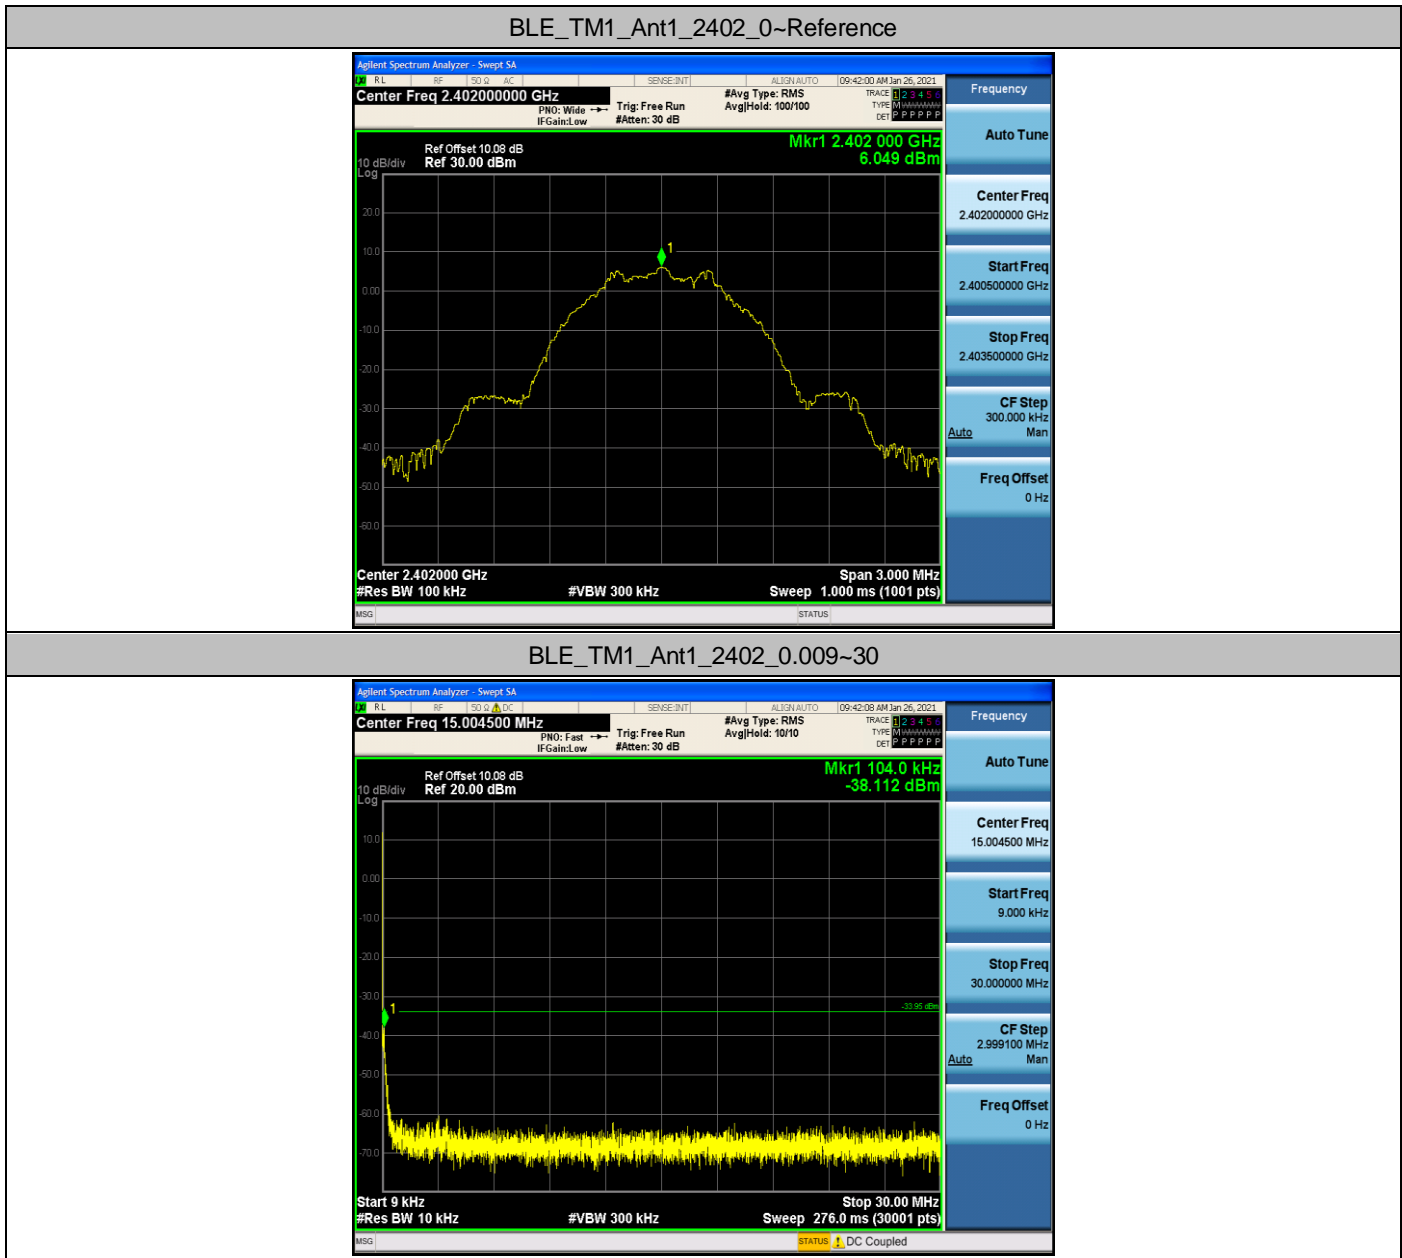 BLE_TM1_Ant1_2402_0~Reference
Agilent Spectrum Analyzer - Swept SA
RL RF 50 Ω AC SENSE:INT ALIGN AUTO 09:42:00 AM Jan 26, 2021
Center Freq 2.402000000 GHz
PNO: Wide
IFGain:Low
Trig: Free Run
#Atten: 30 dB
#Avg Type: RMS
Avg|Hold: 100/100
TRACE 1 2 3 4 5 6
TYPE M
DET P P P P P P
Mkr1 2.402 000 GHz
6.049 dBm
Ref Offset 10.08 dB
10 dB/div Ref 30.00 dBm
Log
20.0
10.0
0.00
-10.0
-20.0
-30.0
-40.0
-50.0
-60.0
1
Center 2.402000 GHz Span 3.000 MHz
#Res BW 100 kHz #VBW 300 kHz Sweep 1.000 ms (1001 pts)
MSG STATUS
Frequency
Auto Tune
Center Freq
2.402000000 GHz
Start Freq
2.400500000 GHz
Stop Freq
2.403500000 GHz
CF Step
300.000 kHz
Auto Man
Freq Offset
0 Hz
BLE_TM1_Ant1_2402_0.009~30
Agilent Spectrum Analyzer - Swept SA
RL RF 50 Ω DC SENSE:INT ALIGN AUTO 09:42:08 AM Jan 26, 2021
Center Freq 15.004500 MHz
PNO: Fast
IFGain:Low
Trig: Free Run
#Atten: 30 dB
#Avg Type: RMS
Avg|Hold: 10/10
TRACE 1 2 3 4 5 6
TYPE M
DET P P P P P P
Mkr1 104.0 kHz
-38.112 dBm
Ref Offset 10.08 dB
10 dB/div Ref 20.00 dBm
Log
10.0
0.00
-10.0
-20.0
-30.0
-40.0
-50.0
-60.0
-70.0
1
-33.95 dBm
Start 9 kHz Stop 30.00 MHz
#Res BW 10 kHz #VBW 300 kHz Sweep 276.0 ms (30001 pts)
MSG STATUS DC Coupled
Frequency
Auto Tune
Center Freq
15.004500 MHz
Start Freq
9.000 kHz
Stop Freq
30.000000 MHz
CF Step
2.999100 MHz
Auto Man
Freq Offset
0 Hz